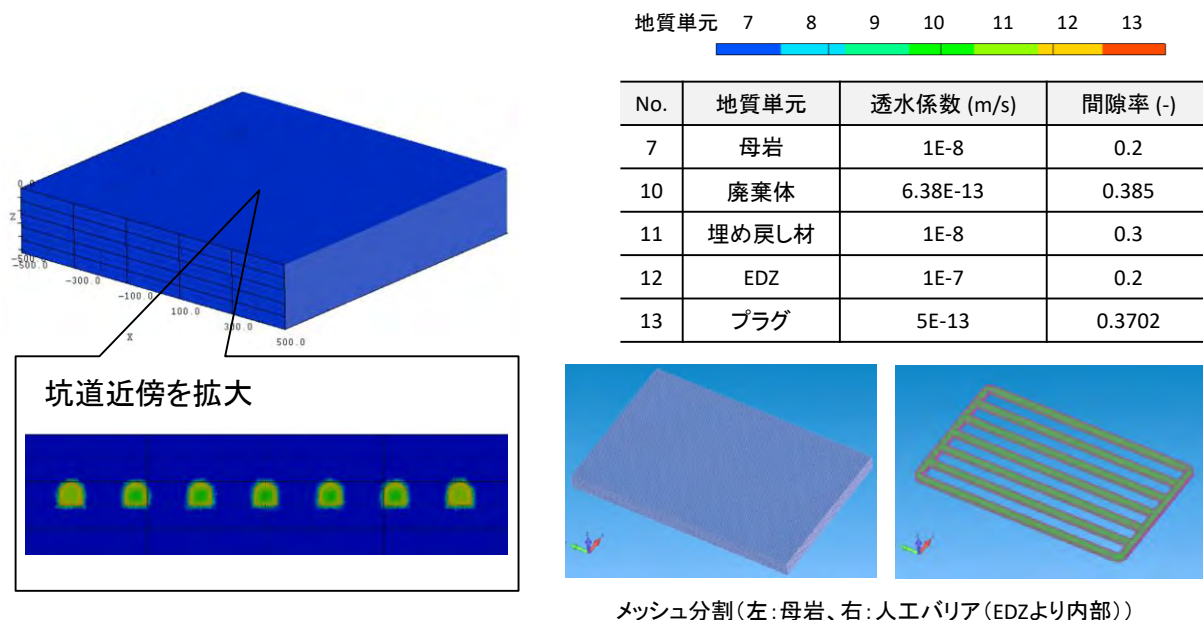 地質単元 7 8 9 10 11 12 13
No. 地質単元 透水係数 (m/s) 間隙率 (-)
7 母岩 1E-8 0.2
10 廃棄体 6.38E-13 0.385
11 埋め戻し材 1E-8 0.3
12 EDZ 1E-7 0.2
13 プラグ 5E-13 0.3702
Z
-500.0
-500.0
-300.0
-100.0
100.0
300.0
500.0
X
坑道近傍を拡大
メッシュ分割(左:母岩、右:人工バリア(EDZより内部))